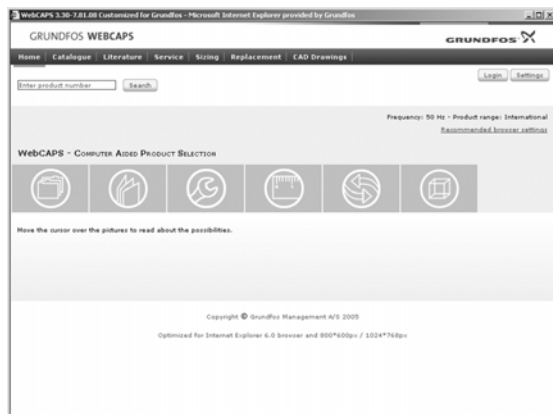 WebCAPS 3.30-7.01.08 Customized for Grundfos - Microsoft Internet Explorer provided by Grundfos
GRUNDFOS WEBCAPS
GRUNDFOS
Home Catalogue Literature Service Sizing Replacement CAD Drawings
Login Settings
Enter product number Search
Frequency: 50 Hz - Product range: International
Recommended browser settings
WebCAPS - Computer Aided Product Selection
Move the cursor over the pictures to read about the possibilities.
Copyright © Grundfos Management A/S 2005
Optimized for Internet Explorer 6.0 browser and 800*600px / 1024*768px